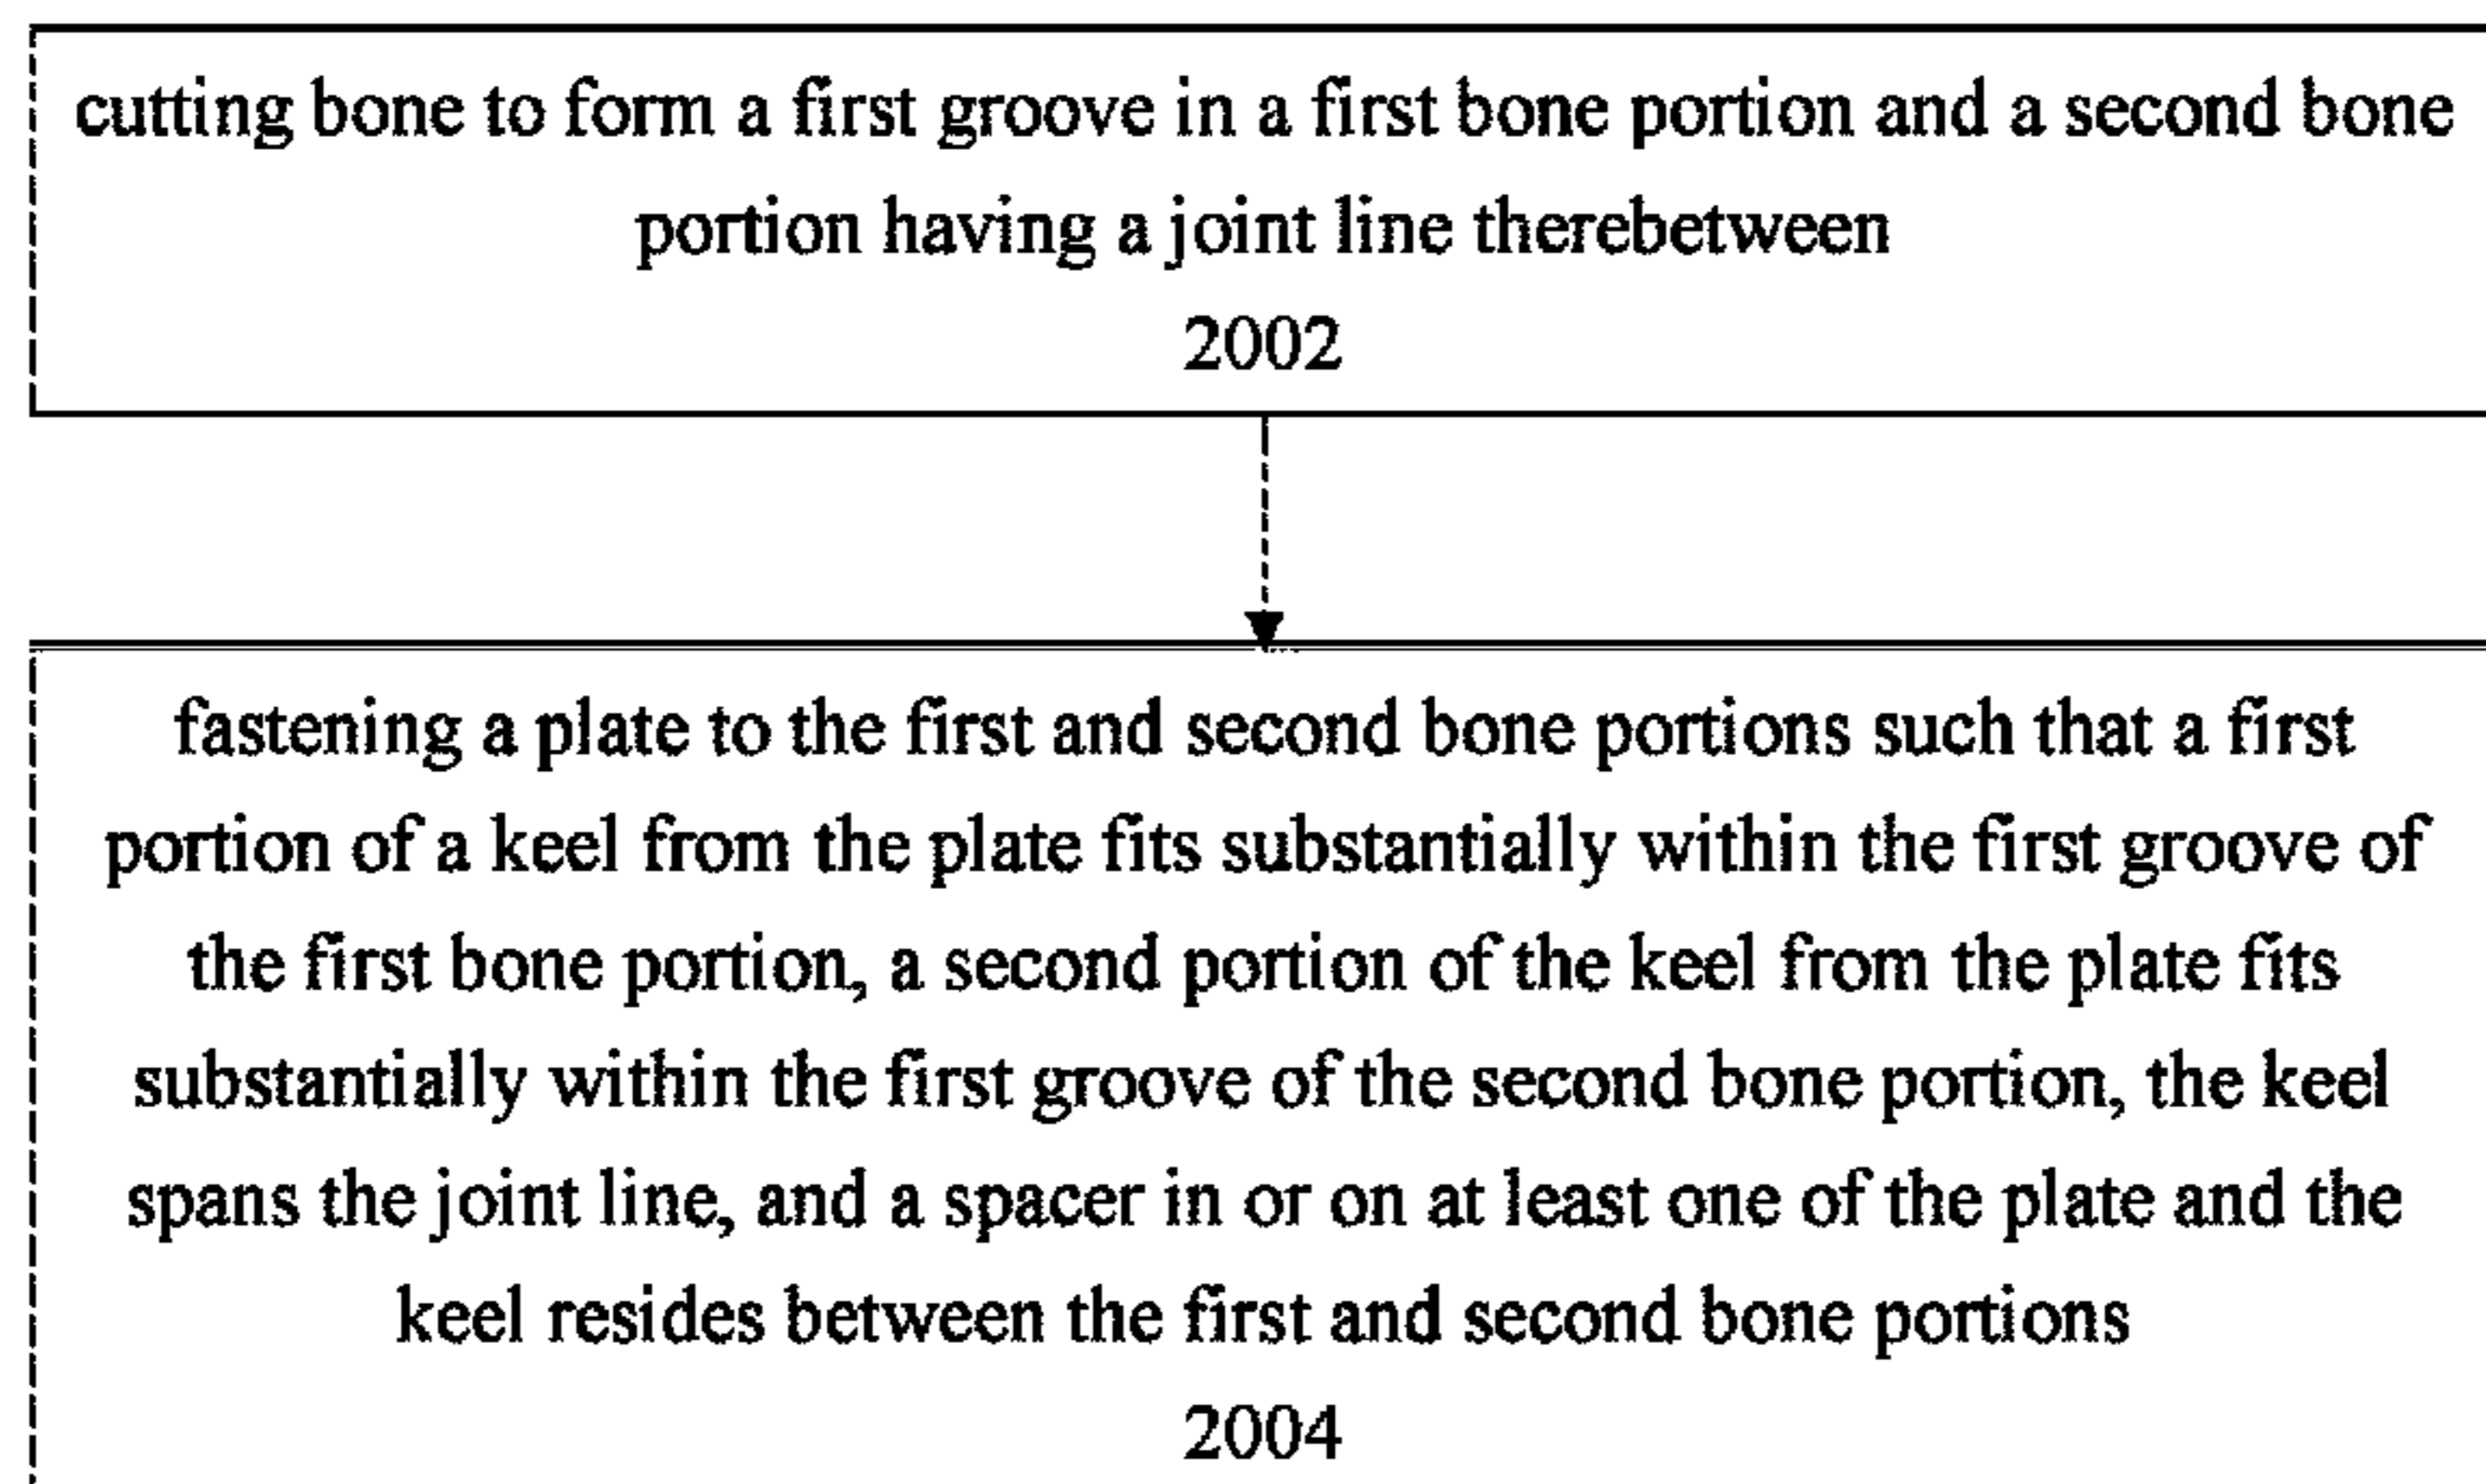 cutting bone to form a first groove in a first bone portion and a second bone
portion having a joint line therebetween
2002
fastening a plate to the first and second bone portions such that a first
portion of a keel from the plate fits substantially within the first groove of
the first bone portion, a second portion of the keel from the plate fits
substantially within the first groove of the second bone portion, the keel
spans the joint line, and a spacer in or on at least one of the plate and the
keel resides between the first and second bone portions
2004